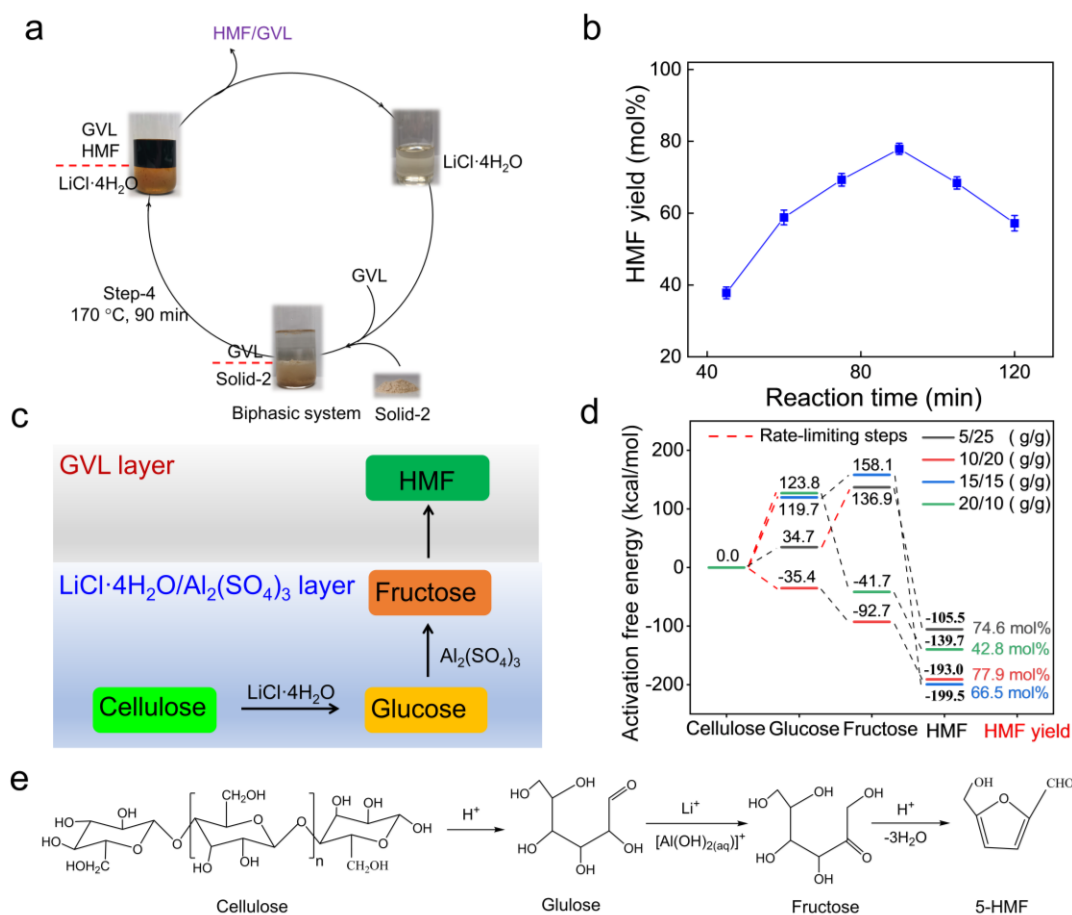 a
HMF/GVL
GVL
HMF
LiCl·4H₂O
LiCl·4H₂O
GVL
Step-4
170 °C, 90 min
GVL
Solid-2
Biphasic system
Solid-2
b
HMF yield (mol%)
100
80
60
40
20
40
80
120
Reaction time (min)
c
GVL layer
HMF
LiCl·4H₂O/Al₂(SO₄)₃ layer
Fructose
Al₂(SO₄)₃
Cellulose
LiCl·4H₂O
Glucose
d
Activation free energy (kcal/mol)
200
100
0
-100
-200
Rate-limiting steps
5/25 ( g/g)
10/20 ( g/g)
15/15 ( g/g)
20/10 ( g/g)
0.0
123.8
119.7
34.7
-35.4
158.1
136.9
-41.7
-92.7
-105.5
74.6 mol%
-139.7
42.8 mol%
-193.0
77.9 mol%
-199.5
66.5 mol%
Cellulose
Glucose
Fructose
HMF
HMF yield
e
OH
HO
HO
HOH₂C
OH
O
O
CH₂OH
O
HO
OH
n
O
OH
HO
O
OH
CH₂OH
Cellulose
H⁺
OH
OH
O
HO
OH
OH
Glulose
Li⁺
[Al(OH)₂(aq)]⁺
OH
OH
OH
HO
O
OH
Fructose
H⁺
-3H₂O
OH
O
CHO
5-HMF